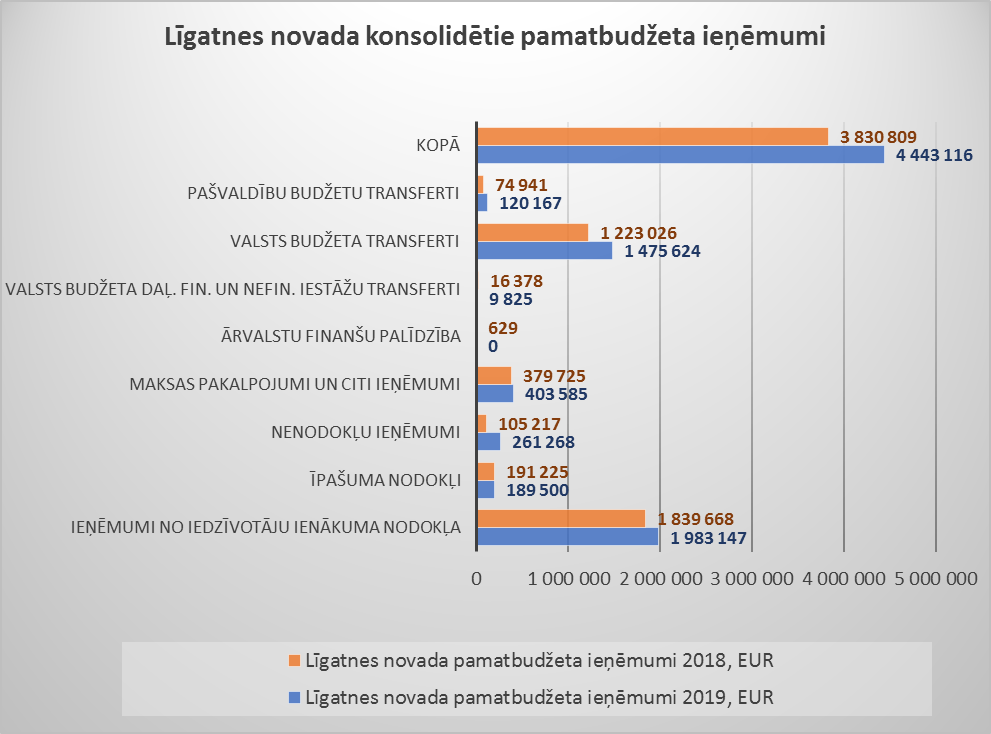 Līgatnes novada konsolidētie pamatbudžeta ieņēmumi
KOPĀ
3 830 809
4 443 116
PAŠVALDĪBU BUDŽETU TRANSFERTI
74 941
120 167
VALSTS BUDŽETA TRANSFERTI
1 223 026
1 475 624
VALSTS BUDŽETA DAĻ. FIN. UN NEFIN. IESTĀŽU TRANSFERTI
16 378
9 825
ĀRVALSTU FINANŠU PALĪDZĪBA
629
0
MAKSAS PAKALPOJUMI UN CITI IEŅĒMUMI
379 725
403 585
NENODOKĻU IEŅĒMUMI
105 217
261 268
ĪPAŠUMA NODOKĻI
191 225
189 500
IEŅĒMUMI NO IEDZĪVOTĀJU IENĀKUMA NODOKĻA
1 839 668
1 983 147
0 1 000 000 2 000 000 3 000 000 4 000 000 5 000 000
Līgatnes novada pamatbudžeta ieņēmumi 2018, EUR
Līgatnes novada pamatbudžeta ieņēmumi 2019, EUR